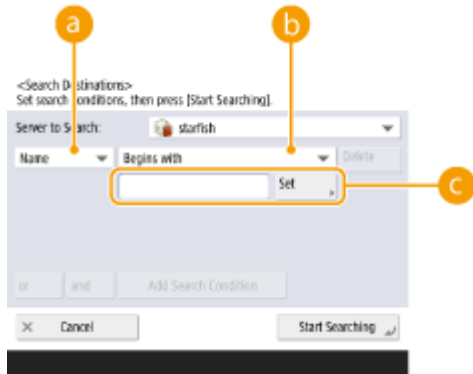 a b
<Search Destinations>
Set search conditions, then press [Start Searching].
Server to Search: starfish
Name Begins with Delete
Set
c
or and Add Search Condition
× Cancel Start Searching